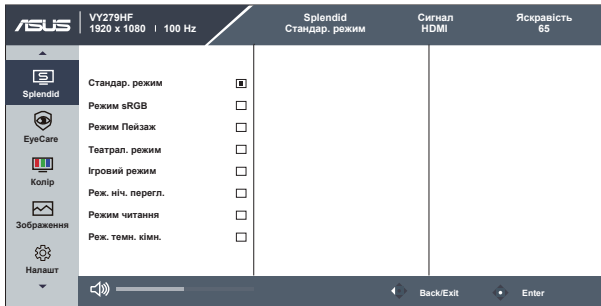 ASUS
VY279HF
1920 x 1080 | 100 Hz
Splendid
Стандар. режим
Сигнал
HDMI
Яскравість
65
Splendid
EyeCare
Колір
Зображення
Налашт
Стандар. режим
Режим sRGB
Режим Пейзаж
Театрал. режим
Ігровий режим
Реж. ніч. перегл.
Режим читання
Реж. темн. кімн.
Back/Exit
Enter